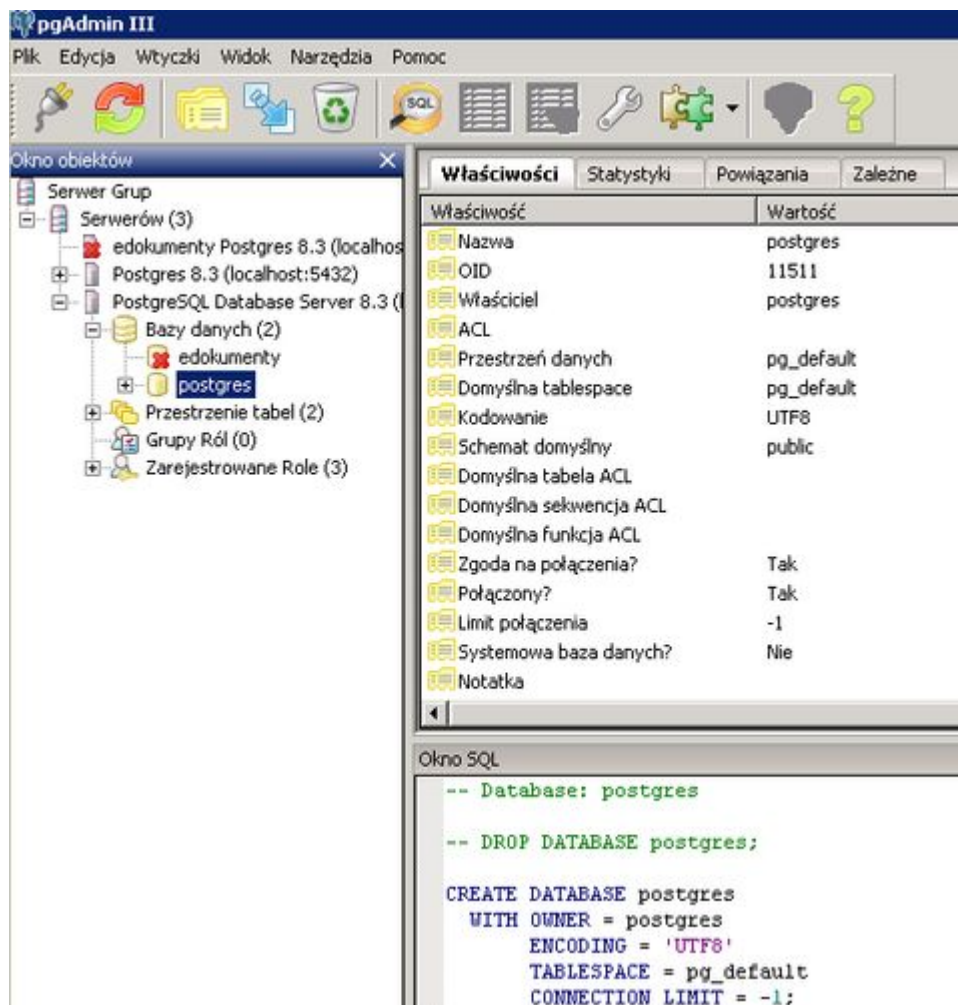 pgAdmin III
Plik Edycja Wtyczki Widok Narzędzia Pomoc
SQL
Okno obiektów
Serwer Grup
Serwerów (3)
edokumenty Postgres 8.3 (localhos
Postgres 8.3 (localhost:5432)
PostgreSQL Database Server 8.3 (l
Bazy danych (2)
edokumenty
postgres
Przestrzenie tabel (2)
Grupy Ról (0)
Zarejestrowane Role (3)
Właściwości Statystyki Powiązania Zależne
Właściwość Wartość
Nazwa postgres
OID 11511
Właściciel postgres
ACL
Przestrzeń danych pg_default
Domyślna tablespace pg_default
Kodowanie UTF8
Schemat domyślny public
Domyślna tabela ACL
Domyślna sekwencja ACL
Domyślna funkcja ACL
Zgoda na połączenia? Tak
Połączony? Tak
Limit połączenia -1
Systemowa baza danych? Nie
Notatka
Okno SQL
-- Database: postgres
-- DROP DATABASE postgres;
CREATE DATABASE postgres
WITH OWNER = postgres
ENCODING = 'UTF8'
TABLESPACE = pg_default
CONNECTION LIMIT = -1;